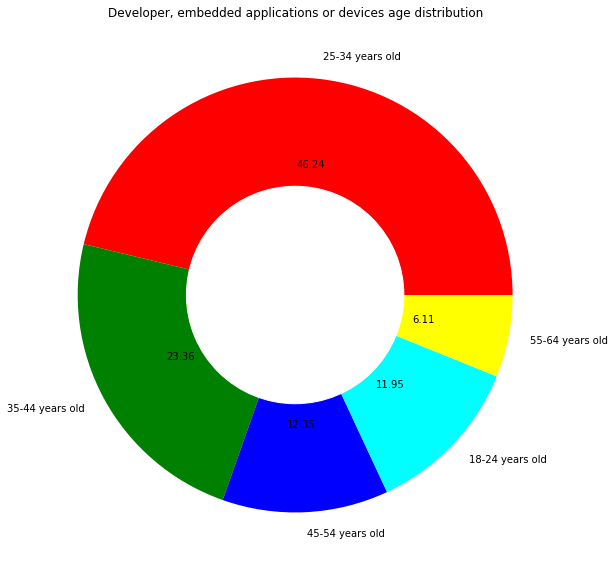 Developer, embedded applications or devices age distribution
25-34 years old
46.24
6.11
55-64 years old
23.36
11.95
35-44 years old
12.35
18-24 years old
45-54 years old